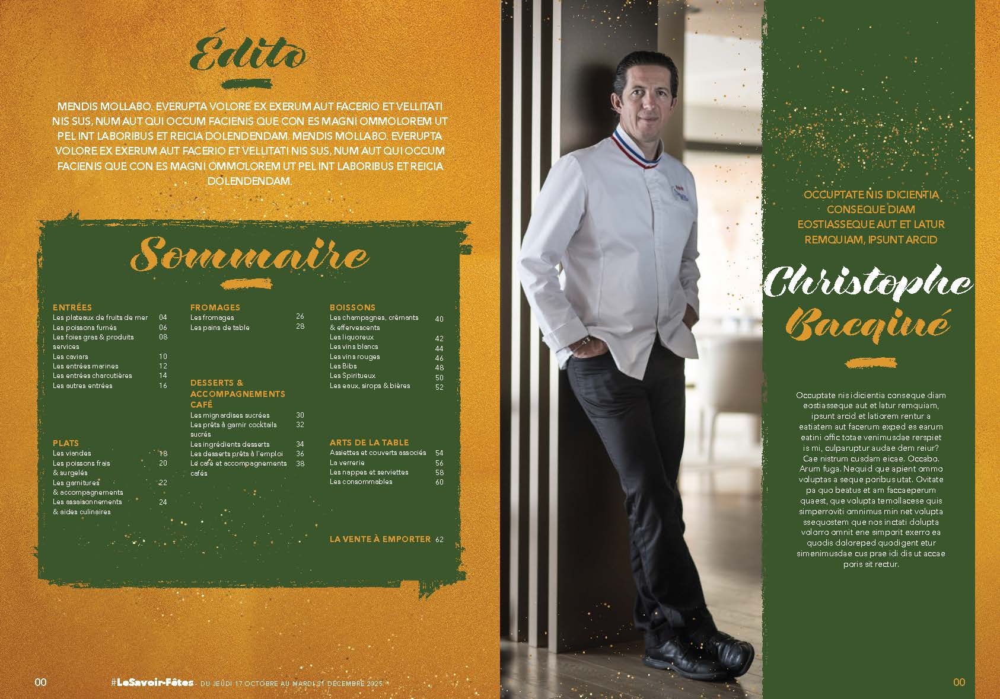 Édito
MENDIS MOLLABO. EVERUPTA VOLORE EX EXERUM AUT FACERIO ET VELLITATI
NIS SUS, NUM AUT QUI OCCUM FACIENIS QUE CON ES MAGNI OMMOLOREM UT
PEL INT LABORIBUS ET REICIA DOLENDENDAM. MENDIS MOLLABO. EVERUPTA
VOLORE EX EXERUM AUT FACERIO ET VELLITATI NIS SUS, NUM AUT QUI OCCUM
FACIENIS QUE CON ES MAGNI OMMOLOREM UT PEL INT LABORIBUS ET REICIA
DOLENDENDAM.
Sommaire
ENTRÉES
Les plateaux de fruits de mer 04
Les poissons fumés 06
Les foies gras & produits 08
services
Les caviars 10
Les entrées marines 12
Les entrées charcutières 14
Les autres entrées 16
PLATS
Les viandes 18
Les poissons frais 20
& surgelés
Les garnitures 22
& accompagnements
Les assaisonnements 24
& aides culinaires
FROMAGES
Les fromages 26
Les pains de table 28
DESSERTS &
ACCOMPAGNEMENTS
CAFÉ
Les mignardises sucrées 30
Les prêts à garnir cocktails 32
sucrés
Les ingrédients desserts 34
Les desserts prêts à l'emploi 36
Le café et accompagnements 38
cafés
BOISSONS
Les champagnes, crêmants 40
& effervescents
Les liquoreux 42
Les vins blancs 44
Les vins rouges 46
Les Bibs 48
Les Spiritueux 50
Les eaux, sirops & bières 52
ARTS DE LA TABLE
Assiettes et couverts associés 54
La verrerie 56
Les nappes et serviettes 58
Les consommables 60
LA VENTE À EMPORTER 62
00
#LeSavoir-Fêtes - DU JEUDI 17 OCTOBRE AU MARDI 31 DÉCEMBRE 2025
OCCUPTATE NIS IDICIENTIA
CONSEQUE DIAM
EOSTIASSEQUE AUT ET LATUR
REMQUIAM, IPSUNT ARCID
Christophe
Bacqiué
Occuptate nis idicientia conseque diam
eostiasseque aut et latur remquiam,
ipsunt arcid et latiorem rentur a
eatiatem aut facerum exped es earum
eatini offic totae venimusdae rerspiet
is mi, culparuptur audae dem reiur?
Cae nistrum cusdam eicae. Occabo.
Arum fuga. Nequid que apient ommo
voluptas a seque poribus utat. Ovitate
pa quo beatus et am faccaeperum
quaest, que volupta temollacese quis
simperroviti omnimus min net volupta
ssequostem que nos inctati dolupta
volorro omnit ene simporit exerro ea
quodis doloreped quodigent etur
simenimusdae cus prae idi dis ut accae
poris sit rectur.
00